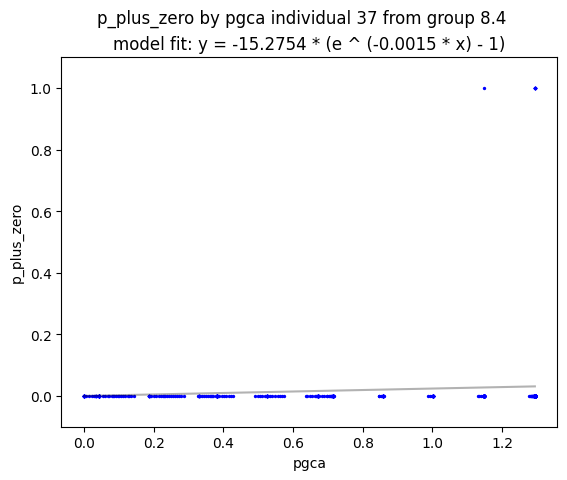 p_plus_zero by pgca individual 37 from group 8.4
model fit: y = -15.2754 * (e ^ (-0.0015 * x) - 1)
1.0
0.8
0.6
0.4
0.2
0.0
p_plus_zero
0.0 0.2 0.4 0.6 0.8 1.0 1.2
pgca